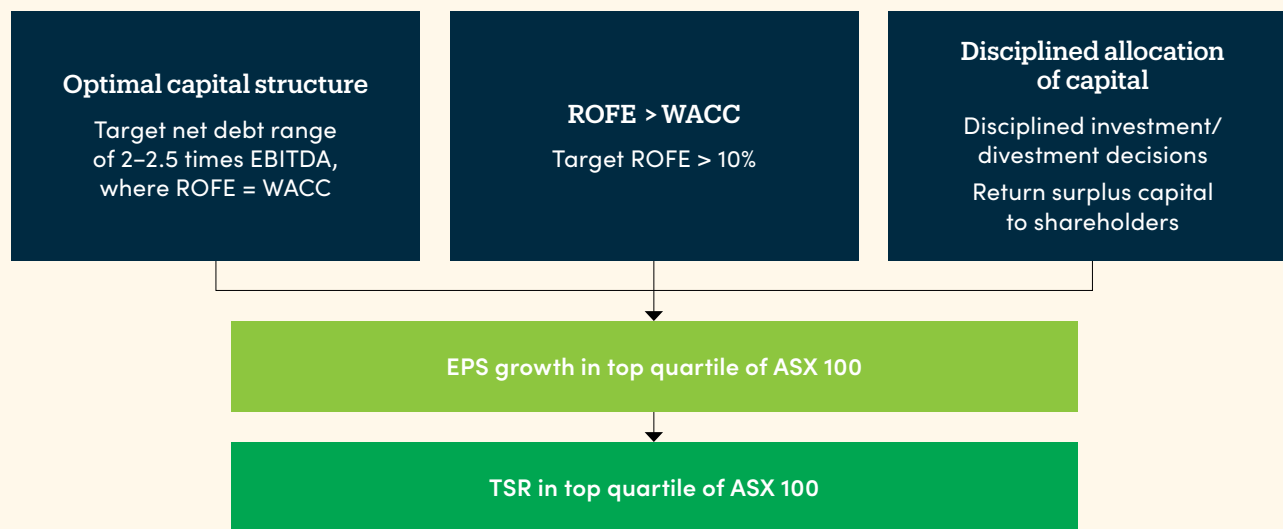 Optimal capital structure
Target net debt range
of 2–2.5 times EBITDA,
where ROFE = WACC
ROFE > WACC
Target ROFE > 10%
Disciplined allocation
of capital
Disciplined investment/
divestment decisions
Return surplus capital
to shareholders
EPS growth in top quartile of ASX 100
TSR in top quartile of ASX 100